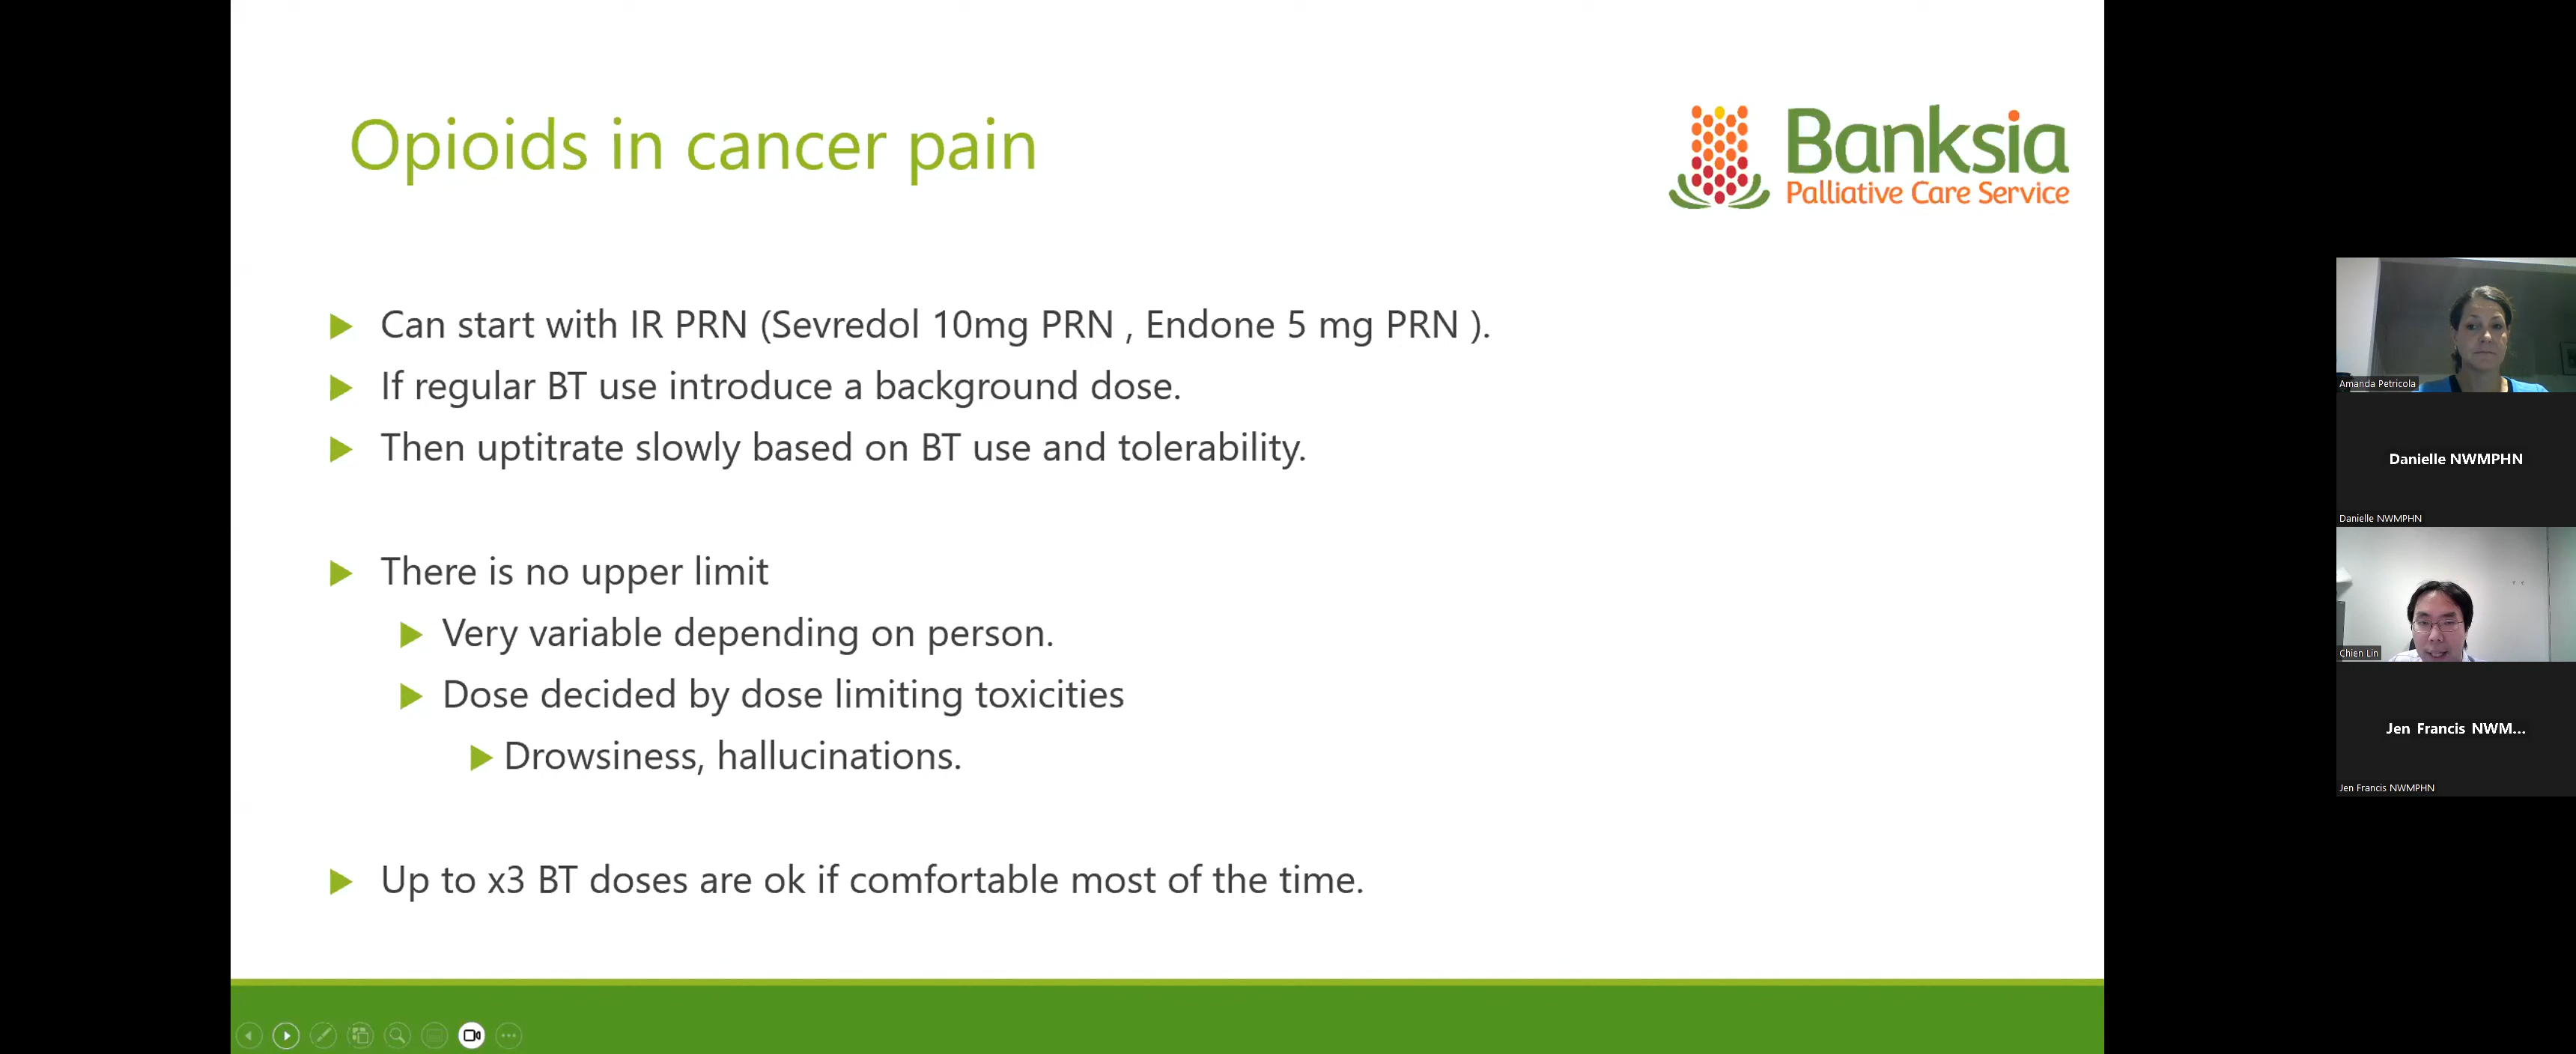 Opioids in cancer pain
Banksia
Palliative Care Service
Can start with IR PRN (Sevredol 10mg PRN , Endone 5 mg PRN ).
If regular BT use introduce a background dose.
Then uptitrate slowly based on BT use and tolerability.
There is no upper limit
Very variable depending on person.
Dose decided by dose limiting toxicities
Drowsiness, hallucinations.
Up to x3 BT doses are ok if comfortable most of the time.
Amanda Petricola
Danielle NWMPHN
Danielle NWMPHN
Chien Lin
Jen Francis NWM...
Jen Francis NWMPHN